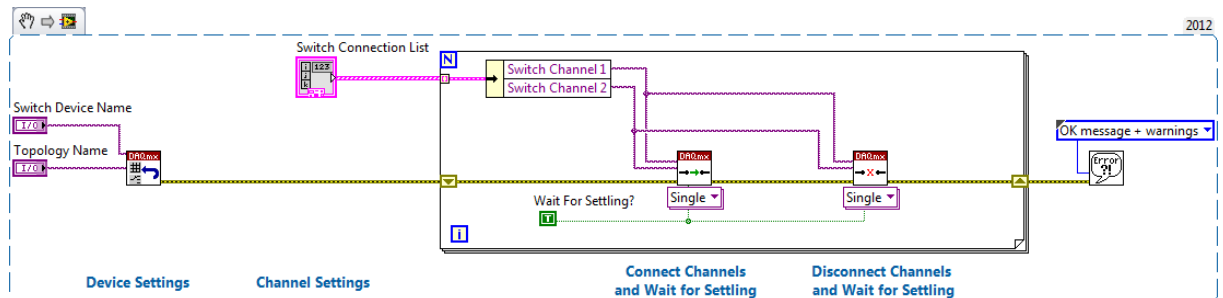 2012
Switch Connection List
123
i
j
k
N
Switch Channel 1
Switch Channel 2
Switch Device Name
I/O
Topology Name
I/O
DAQmx
DAQmx
DAQmx
OK message + warnings
Error
?!
Single
Single
Wait For Settling?
T
i
Device Settings
Channel Settings
Connect Channels
and Wait for Settling
Disconnect Channels
and Wait for Settling